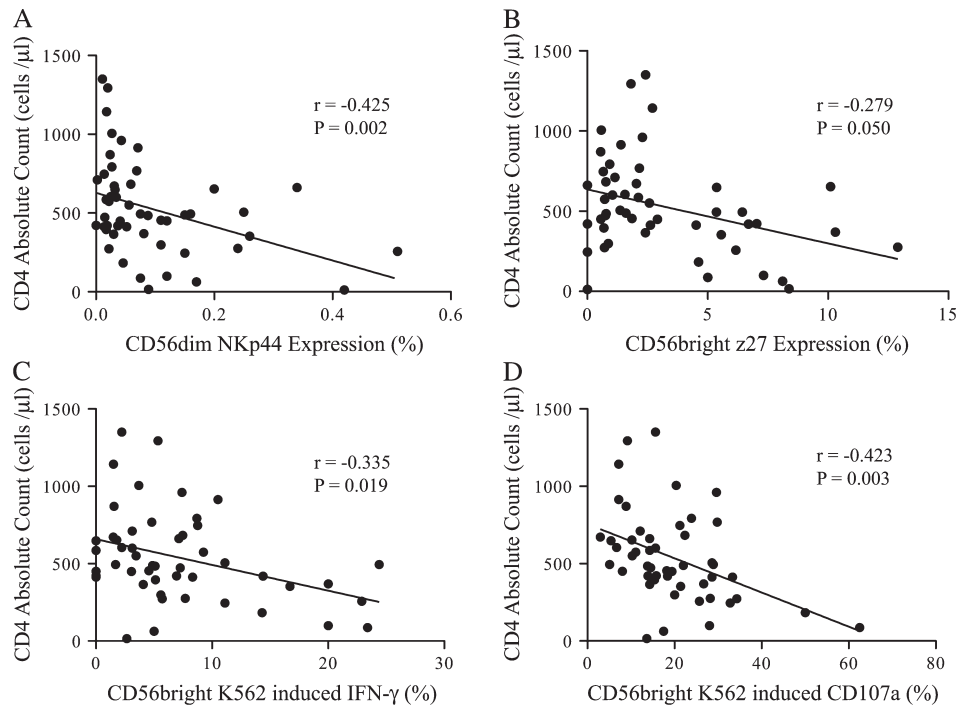 A
CD4 Absolute Count (cells /μl)
1500
1000
500
0
r = -0.425
P = 0.002
0.0 0.2 0.4 0.6
CD56dim NKp44 Expression (%)
B
CD4 Absolute Count (cells /μl)
1500
1000
500
0
r = -0.279
P = 0.050
0 5 10 15
CD56bright z27 Expression (%)
C
CD4 Absolute Count (cells /μl)
1500
1000
500
0
r = -0.335
P = 0.019
0 10 20 30
CD56bright K562 induced IFN-γ (%)
D
CD4 Absolute Count (cells /μl)
1500
1000
500
0
r = -0.423
P = 0.003
0 20 40 60 80
CD56bright K562 induced CD107a (%)